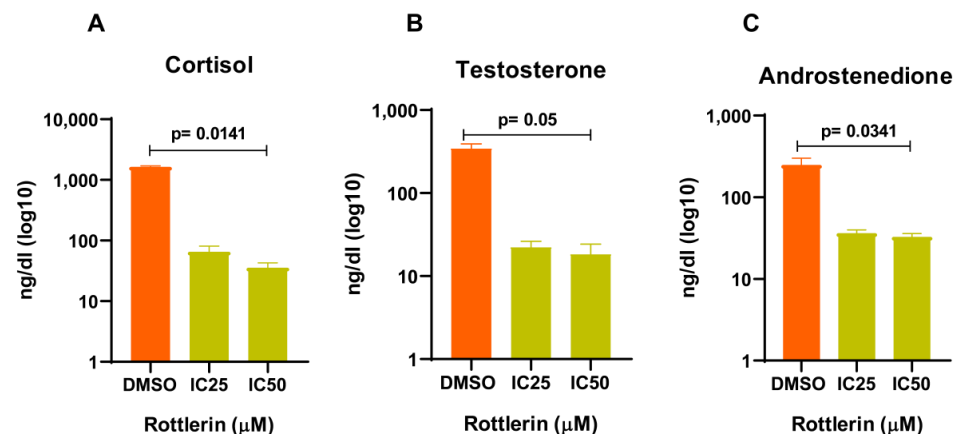 A
Cortisol
10,000
1,000
100
10
1
ng/dl (log10)
p= 0.0141
DMSO IC25 IC50
Rottlerin (μM)
B
Testosterone
1,000
100
10
1
ng/dl (log10)
p= 0.05
DMSO IC25 IC50
Rottlerin (μM)
C
Androstenedione
1,000
100
10
1
ng/dl (log10)
p= 0.0341
DMSO IC25 IC50
Rottlerin (μM)